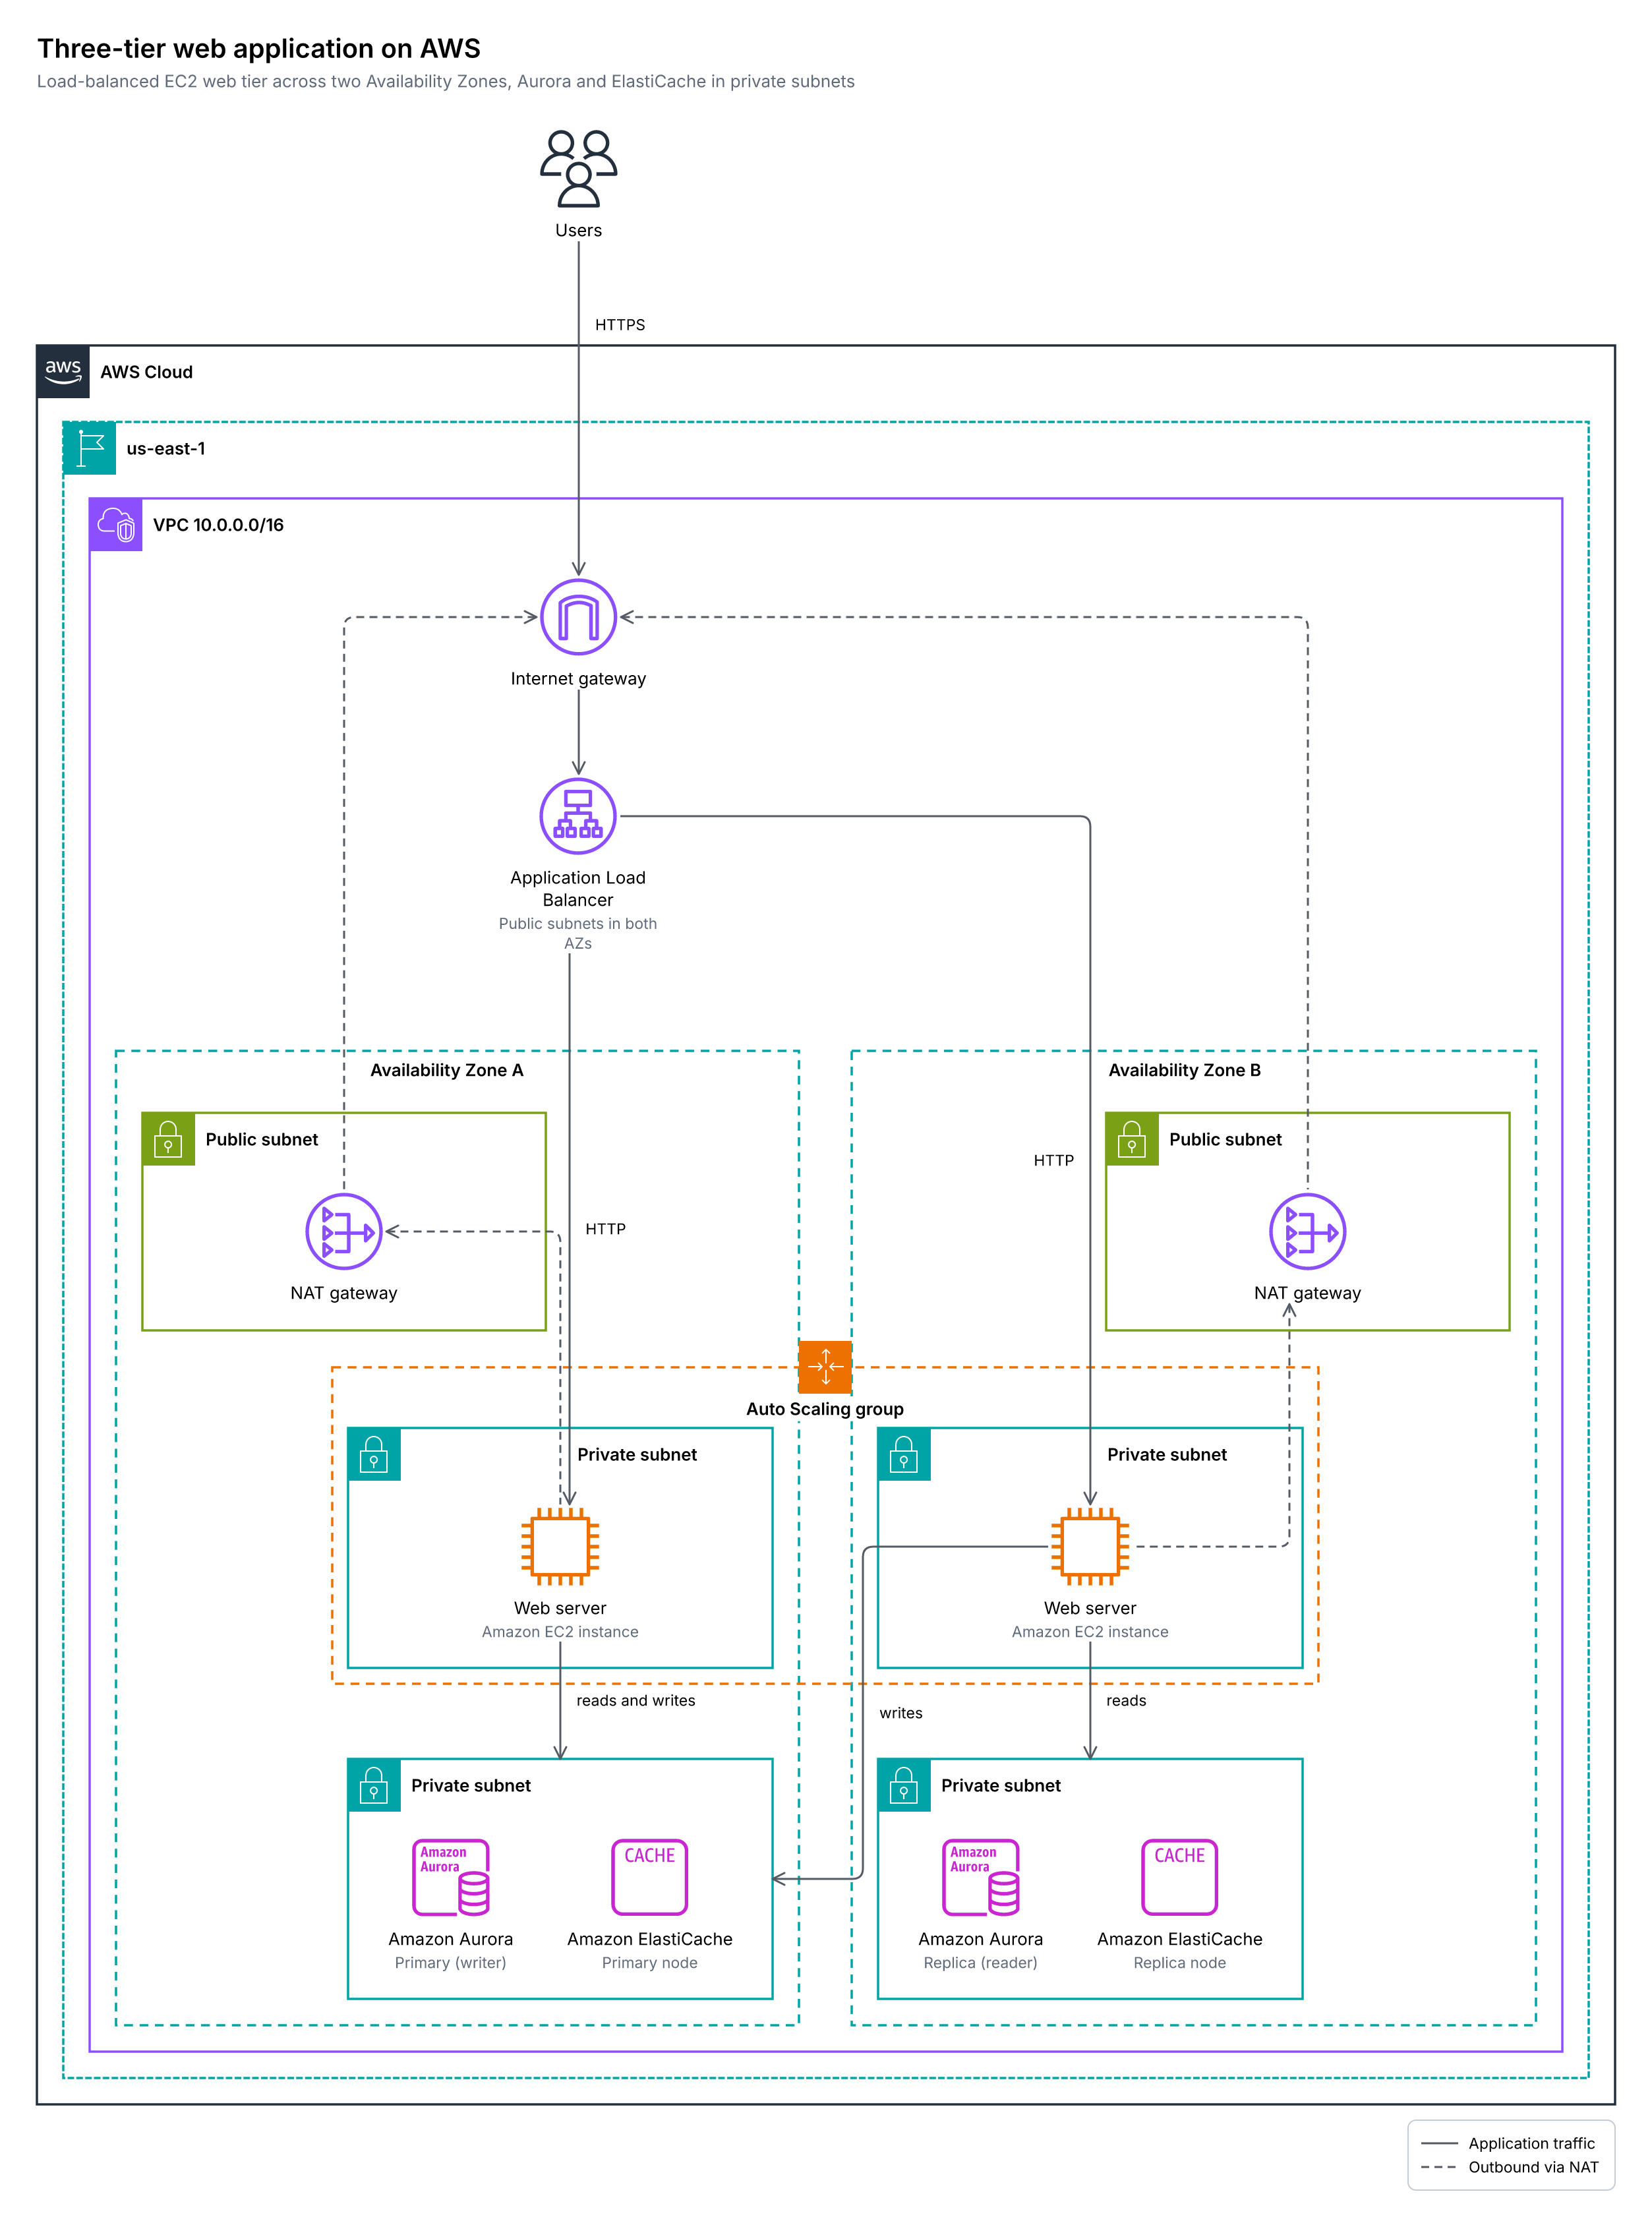 Three-tier web application on AWS
Load-balanced EC2 web tier across two Availability Zones, Aurora and ElastiCache in private subnets
Users
HTTPS
aws
AWS Cloud
us-east-1
VPC 10.0.0.0/16
Internet gateway
Application Load
Balancer
Public subnets in both
AZs
Availability Zone A
Availability Zone B
Public subnet
Public subnet
HTTP
HTTP
NAT gateway
NAT gateway
Auto Scaling group
Private subnet
Private subnet
Web server
Amazon EC2 instance
Web server
Amazon EC2 instance
reads and writes
writes
reads
Private subnet
Private subnet
Amazon
Aurora
CACHE
Amazon
Aurora
CACHE
Amazon Aurora
Primary (writer)
Amazon ElastiCache
Primary node
Amazon Aurora
Replica (reader)
Amazon ElastiCache
Replica node
Application traffic
Outbound via NAT